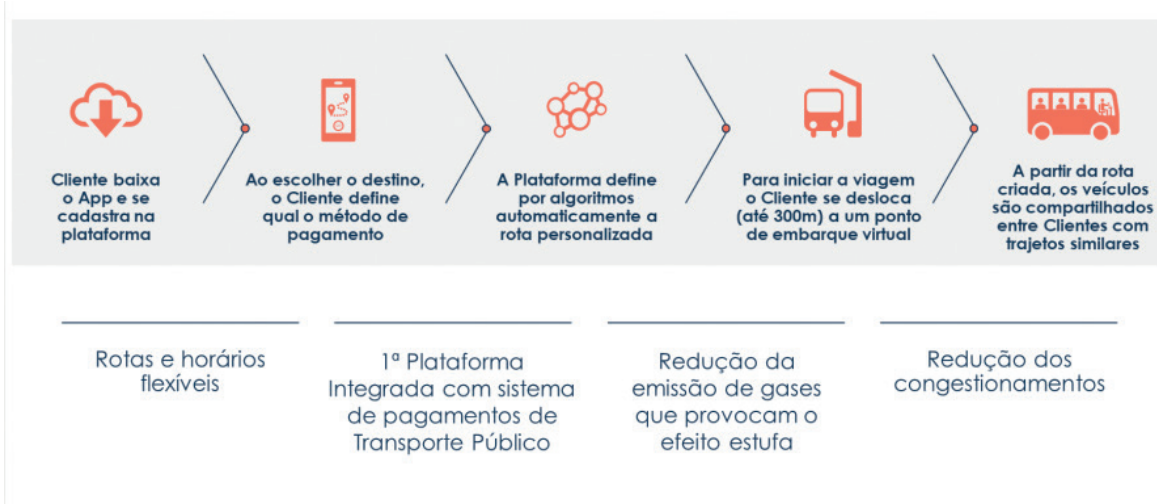 Cliente baixa
o App e se
cadastra na
plataforma
Ao escolher o destino,
o Cliente define
qual o método de
pagamento
A Plataforma define
por algoritmos
automaticamente a
rota personalizada
Para iniciar a viagem
o Cliente se desloca
(até 300m) a um ponto
de embarque virtual
A partir da rota
criada, os veículos
são compartilhados
entre Clientes com
trajetos similares
Rotas e horários
flexíveis
1ª Plataforma
Integrada com sistema
de pagamentos de
Transporte Público
Redução da
emissão de gases
que provocam o
efeito estufa
Redução dos
congestionamentos